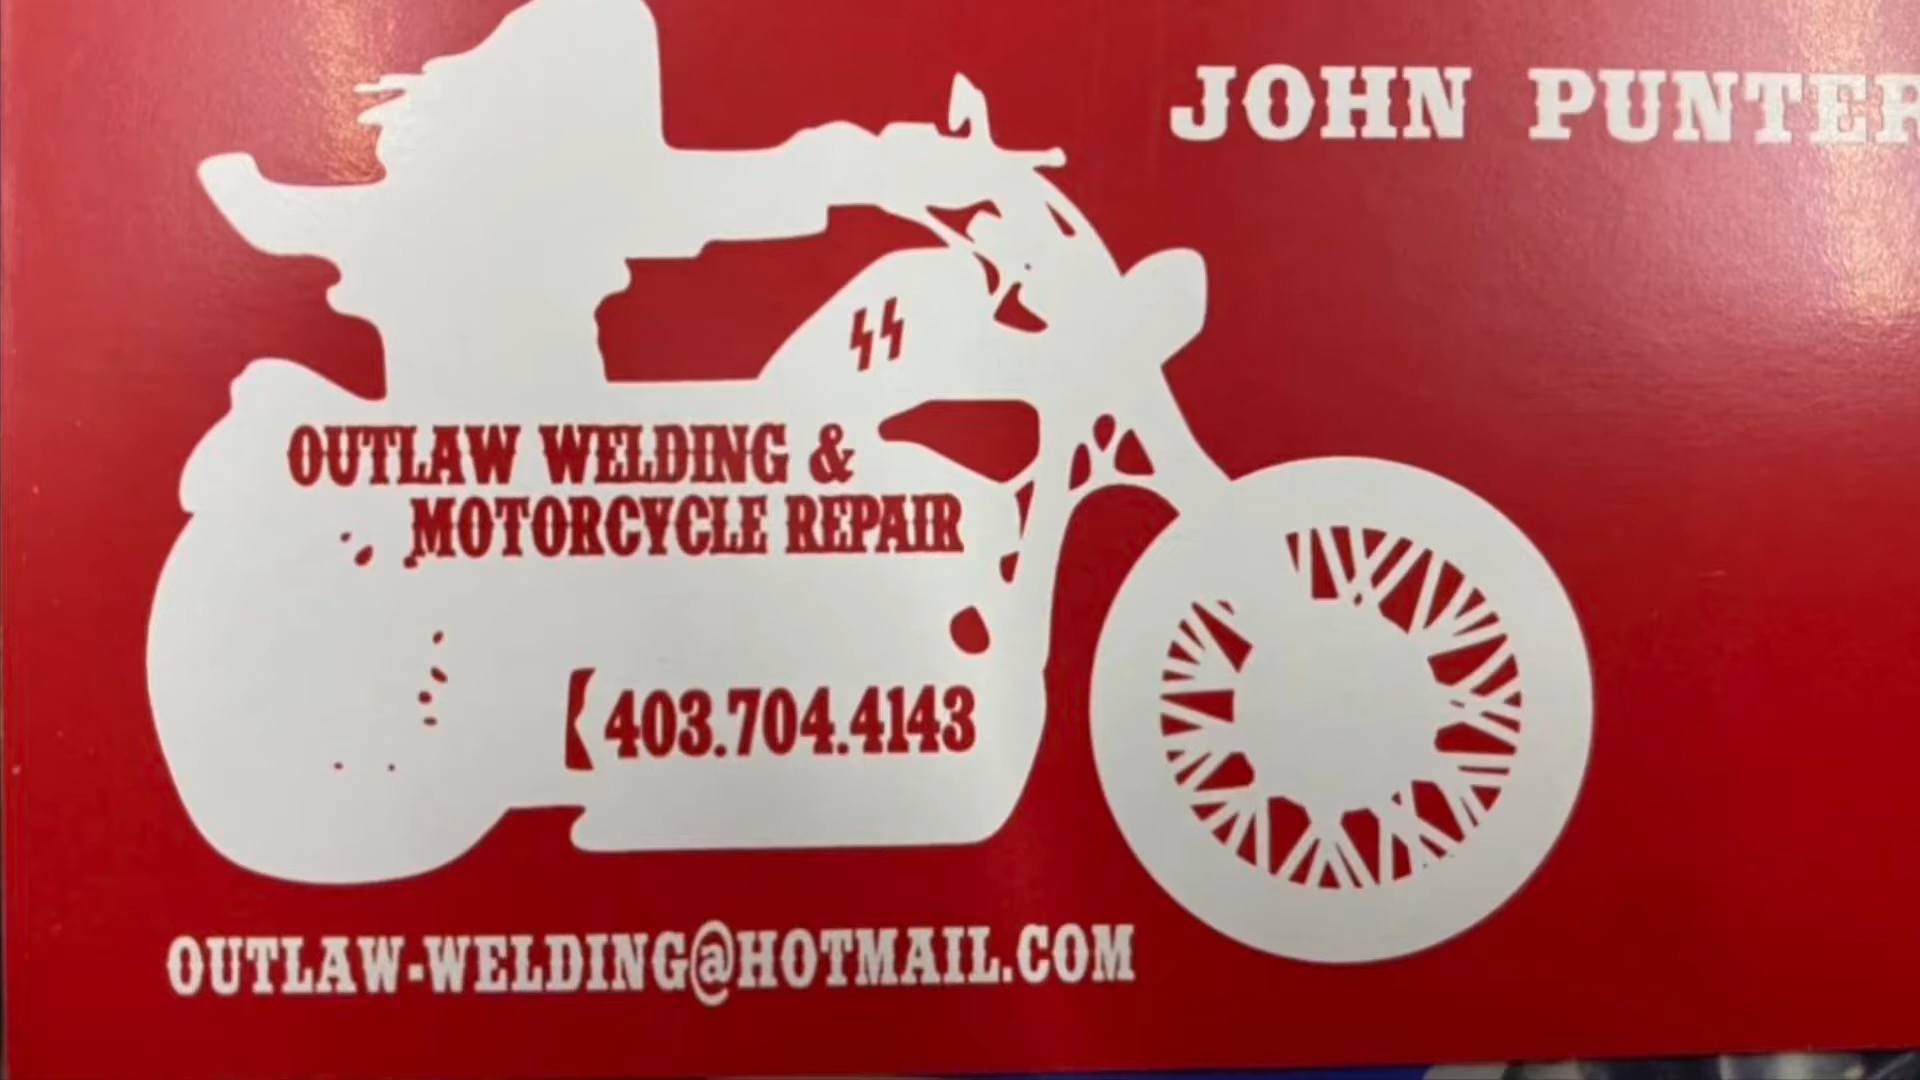 JOHN PUNTER
OUTLAW WELDING &
MOTORCYCLE REPAIR
403.704.4143
OUTLAW-WELDING@HOTMAIL.COM